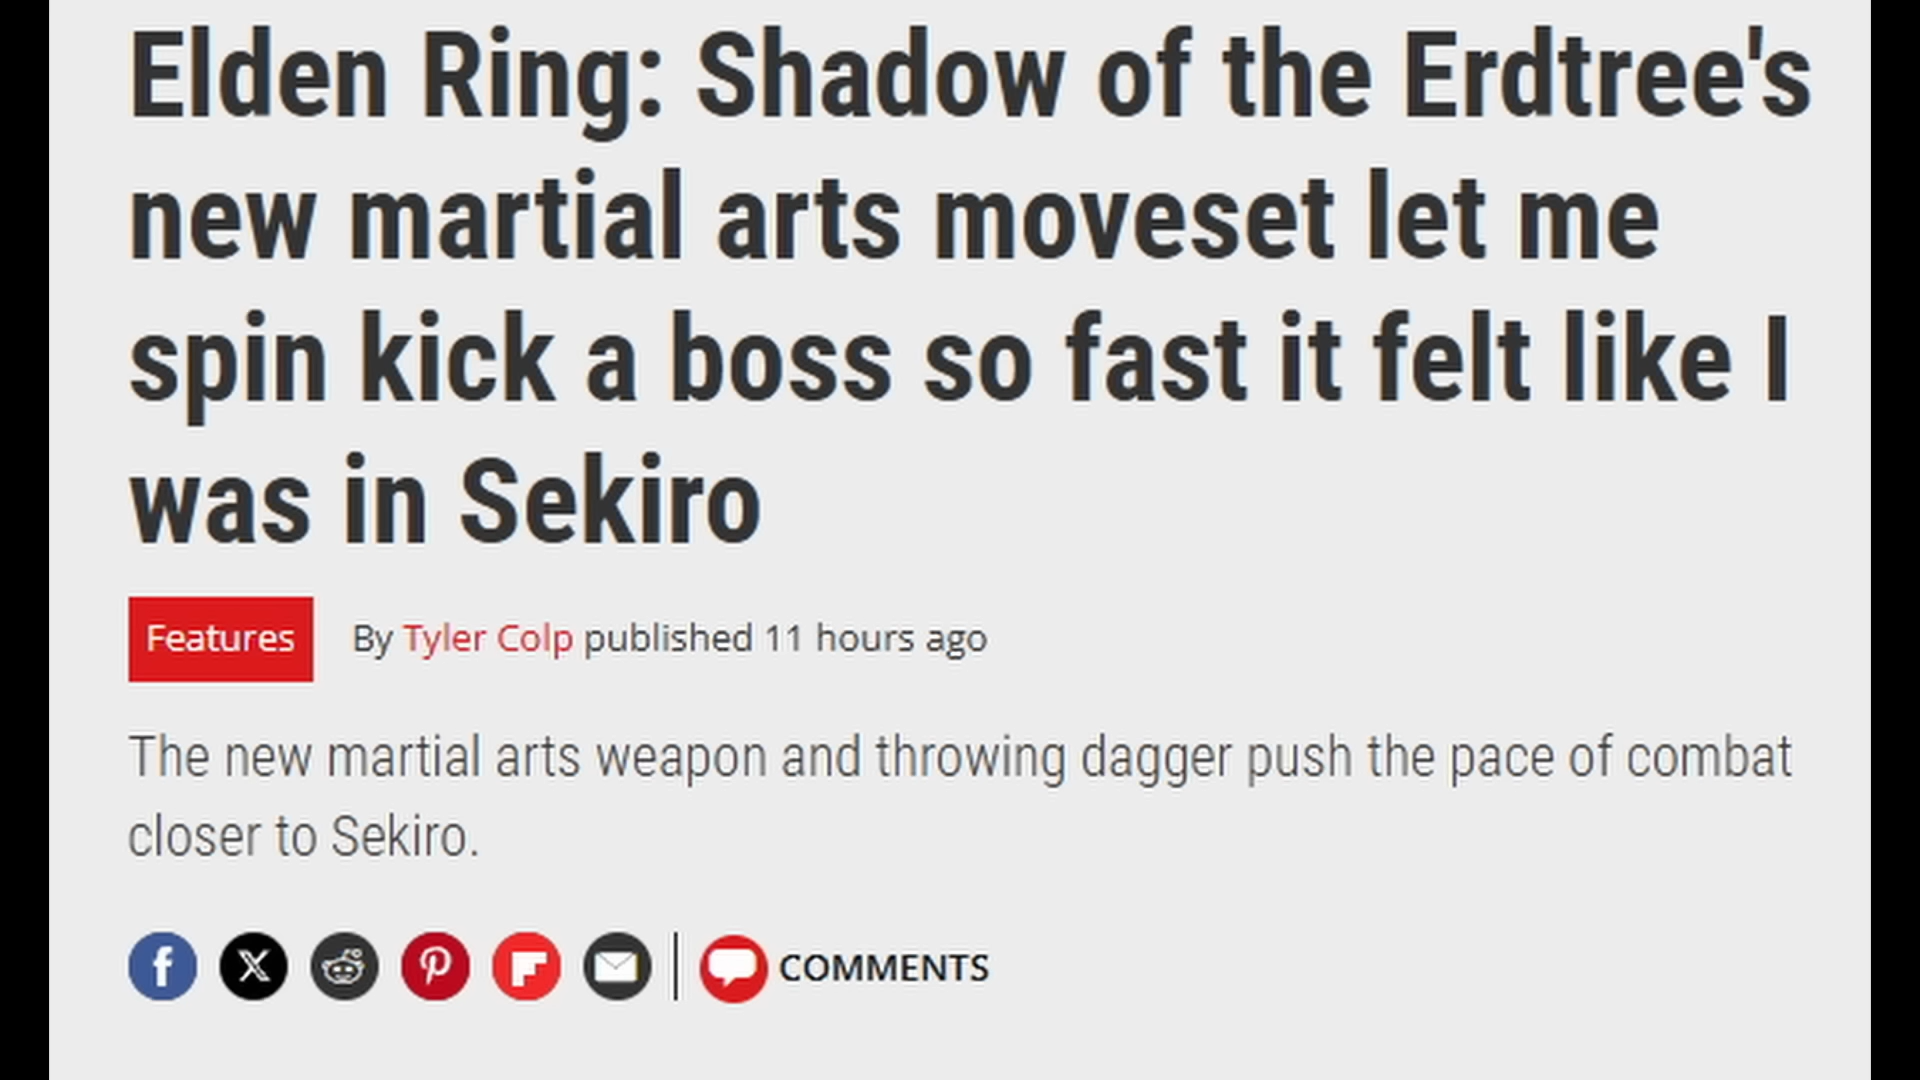 Elden Ring: Shadow of the Erdtree's
new martial arts moveset let me
spin kick a boss so fast it felt like I
was in Sekiro
Features By Tyler Colp published 11 hours ago
The new martial arts weapon and throwing dagger push the pace of combat
closer to Sekiro.
COMMENTS